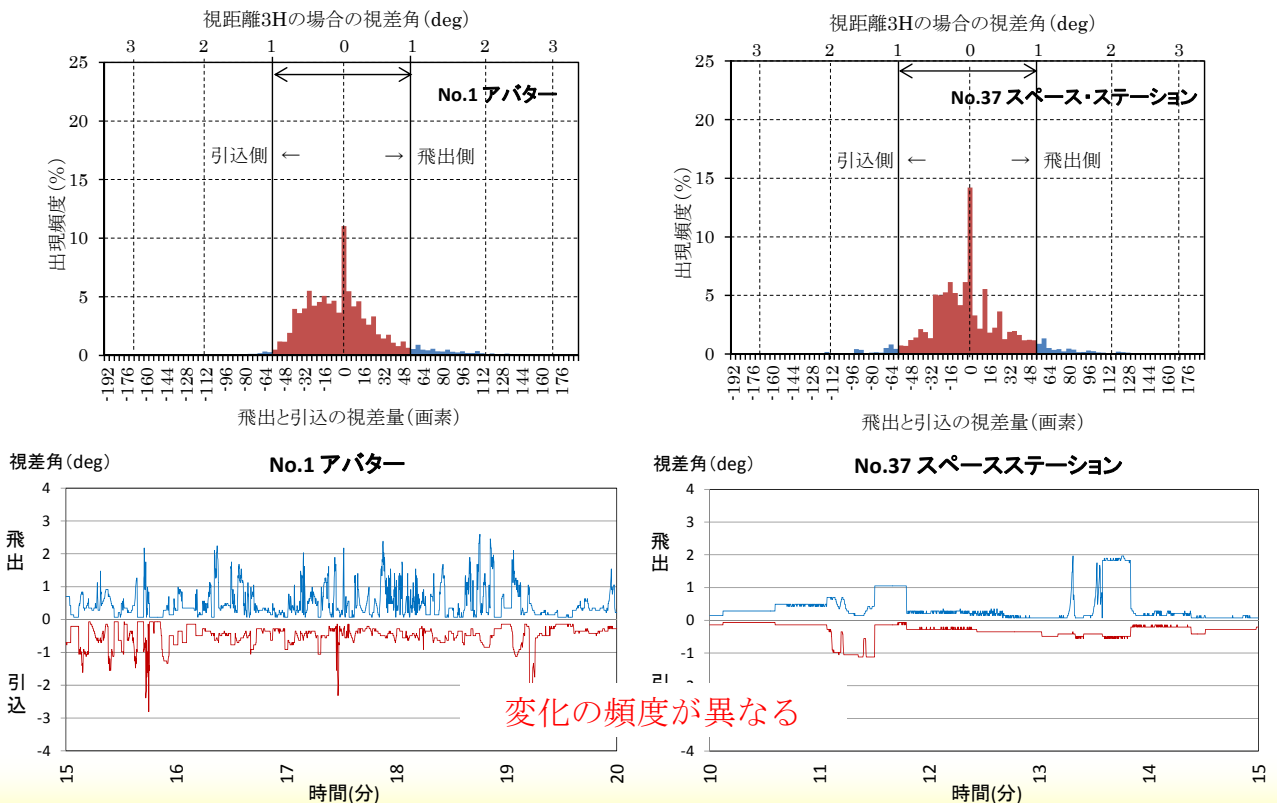 視距離3Hの場合の視差角(deg)
3 2 1 0 1 2 3
25
20
15
10
5
0
No.1 アバター
引込側 ← → 飛出側
出現頻度(%)
-192 -176 -160 -144 -128 -112 -96 -80 -64 -48 -32 -16 0 16 32 48 64 80 96 112 128 144 160 176
飛出と引込の視差量(画素)
視距離3Hの場合の視差角(deg)
3 2 1 0 1 2 3
25
20
15
10
5
0
No.37 スペース・ステーション
引込側 ← → 飛出側
出現頻度(%)
-192 -176 -160 -144 -128 -112 -96 -80 -64 -48 -32 -16 0 16 32 48 64 80 96 112 128 144 160 176
飛出と引込の視差量(画素)
視差角(deg)
No.1 アバター
4
3
2
1
0
-1
-2
-3
-4
飛出
引込
15 16 17 18 19 20
時間(分)
視差角(deg)
No.37 スペースステーション
4
3
2
1
0
-1
-3
-4
飛出
10 11 12 13 14 15
時間(分)
変化の頻度が異なる